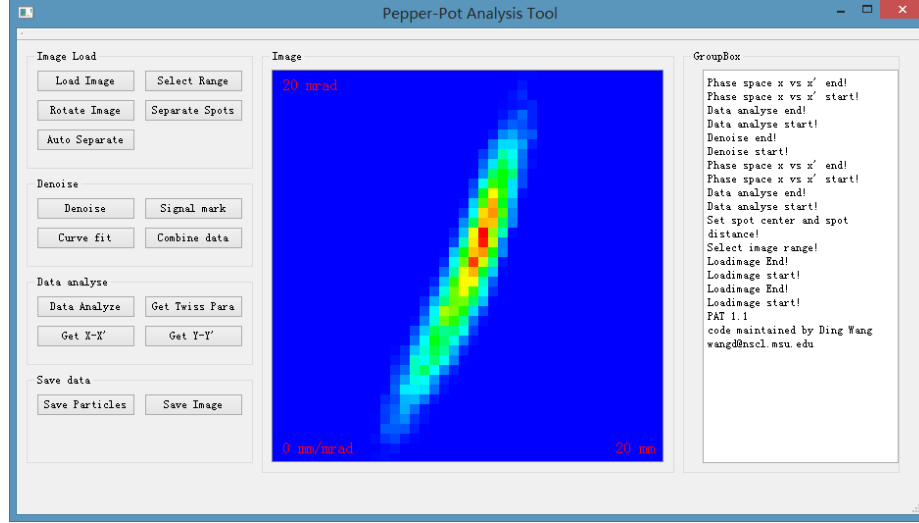 Pepper-Pot Analysis Tool
Image Load
Load Image
Select Range
Rotate Image
Separate Spots
Auto Separate
Denoise
Denoise
Signal mark
Curve fit
Combine data
Data analyse
Data Analyze
Get Twiss Para
Get X-X'
Get Y-Y'
Save data
Save Particles
Save Image
Image
20 mrad
0 mm/mrad
20 mm
GroupBox
Phase space x vs x' end!
Phase space x vs x' start!
Data analyse end!
Data analyse start!
Denoise end!
Denoise start!
Phase space x vs x' end!
Phase space x vs x' start!
Data analyse end!
Data analyse start!
Set spot center and spot
distance!
Select image range!
Loadimage End!
Loadimage start!
Loadimage End!
Loadimage start!
PAT 1.1
code maintained by Ding Wang
wangd@nscl.msu.edu